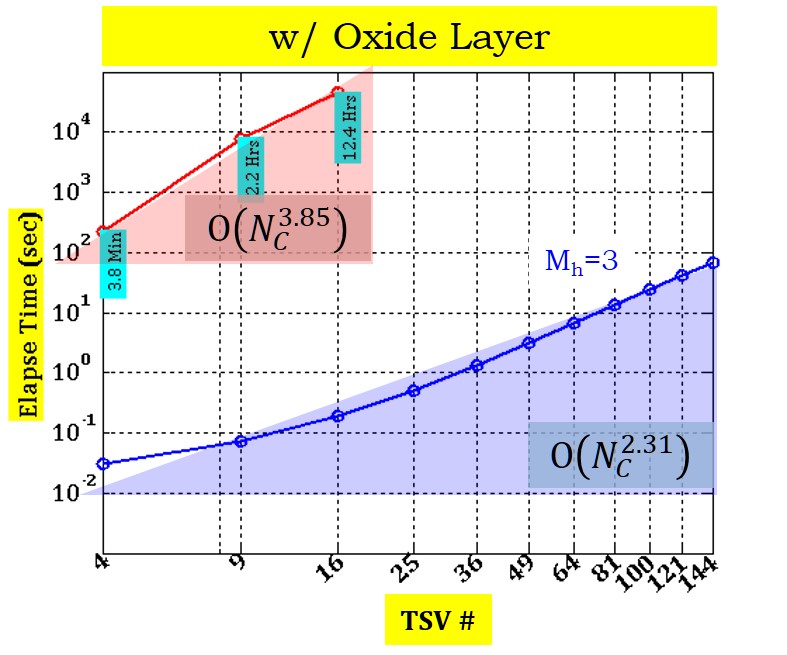 w/ Oxide Layer
Elapse Time (sec)
10^4
10^3
10^2
10^1
10^0
10^-1
10^-2
3.8 Min
2.2 Hrs
12.4 Hrs
O(N_C^3.85)
M_h=3
O(N_C^2.31)
4 9 16 25 36 49 64 81 100 121 144
TSV #